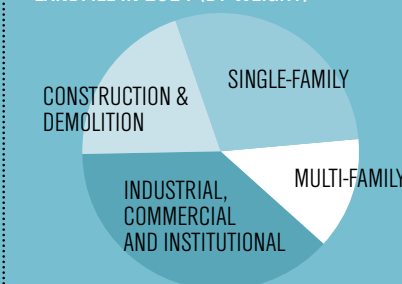 SINGLE-FAMILY
CONSTRUCTION &
DEMOLITION
MULTI-FAMILY
INDUSTRIAL,
COMMERCIAL
AND INSTITUTIONAL